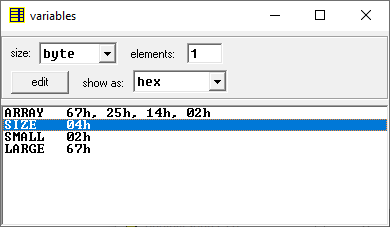 variables
size: byte elements: 1
edit show as: hex
ARRAY 67h, 25h, 14h, 02h
SIZE 04h
SMALL 02h
LARGE 67h